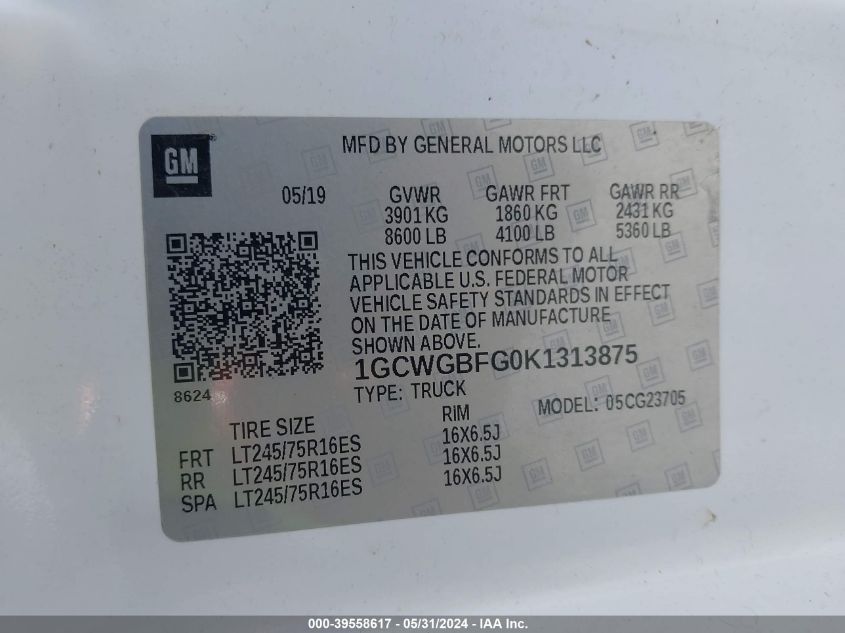 GM
MFD BY GENERAL MOTORS LLC
05/19 GVWR GAWR FRT GAWR RR
3901 KG 1860 KG 2431 KG
8600 LB 4100 LB 5360 LB
THIS VEHICLE CONFORMS TO ALL
APPLICABLE U.S. FEDERAL MOTOR
VEHICLE SAFETY STANDARDS IN EFFECT
ON THE DATE OF MANUFACTURE
SHOWN ABOVE.
1GCWGBFG0K1313875
8624 TYPE: TRUCK MODEL: 05CG23705
TIRE SIZE RIM
FRT LT245/75R16ES 16X6.5J
RR LT245/75R16ES 16X6.5J
SPA LT245/75R16ES 16X6.5J
000-39558617 - 05/31/2024 - IAA Inc.